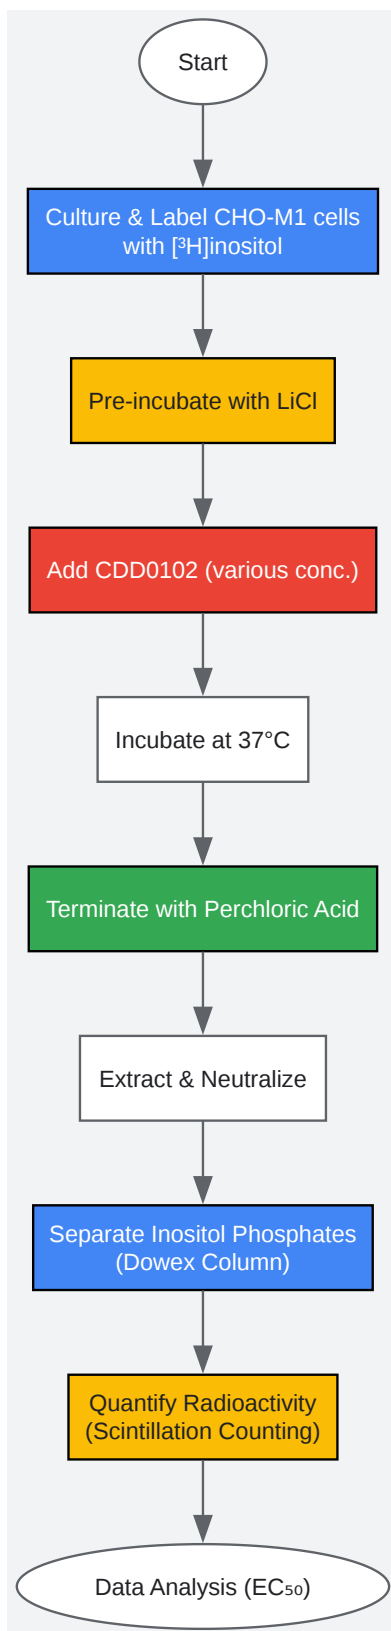 Start
Culture & Label CHO-M1 cells
with [³H]inositol
Pre-incubate with LiCl
Add CDD0102 (various conc.)
Incubate at 37°C
Terminate with Perchloric Acid
Extract & Neutralize
Separate Inositol Phosphates
(Dowex Column)
Quantify Radioactivity
(Scintillation Counting)
Data Analysis (EC₅₀)